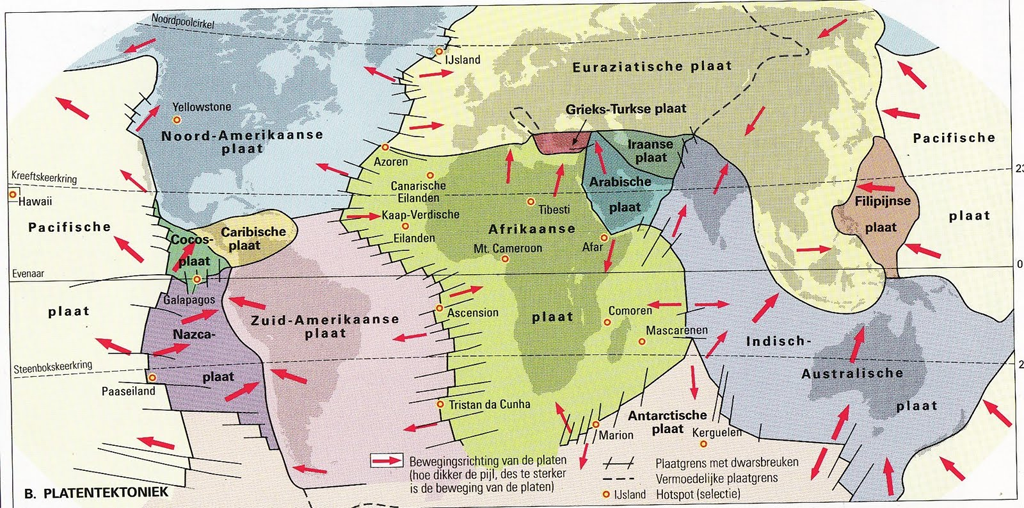 Noordpoolcirkel
IJsland
Euraziatische plaat
Yellowstone
Grieks-Turkse plaat
Noord-Amerikaanse
plaat
Pacifische
Iraanse
plaat
Azoren
Kreeftskeerkring
23
Canarische
Eilanden
Arabische
plaat
Hawaii
Tibesti
Filipijnse
plaat
Kaap-Verdische
Eilanden
plaat
Pacifische
Caribische
plaat
Cocos-
plaat
Afrikaanse
Mt. Cameroon
Afar
Evenaar
0
Galapagos
plaat
Zuid-Amerikaanse
plaat
Ascension
plaat
Comoren
Mascarenen
Nazca-
plaat
Indisch-
Australische
plaat
Steenbokskeerkring
2
Paaseiland
Tristan da Cunha
Antarctische
plaat
Marion
Kerguelen
Bewegingsrichting van de platen
(hoe dikker de pijl, des te sterker
is de beweging van de platen)
Plaatgrens met dwarsbreuken
Vermoedelijke plaatgrens
IJsland Hotspot (selectie)
B. PLATENTEKTONIEK